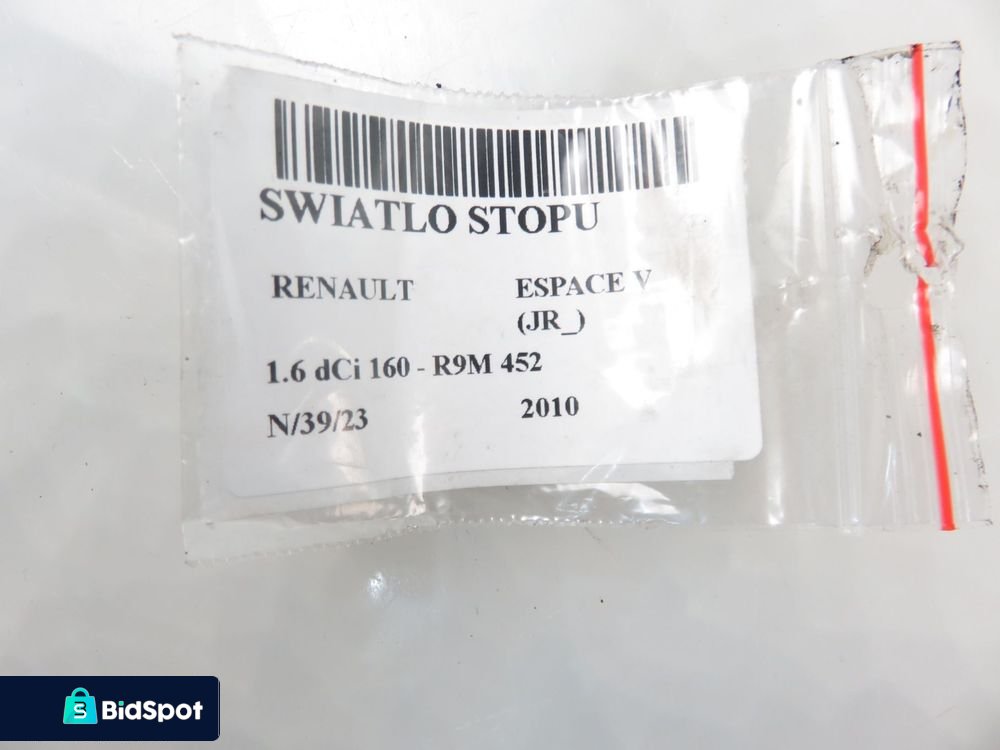 SWIATLO STOPU
RENAULT ESPACE V
(JR_)
1.6 dCi 160 - R9M 452
N/39/23 2010
BidSpot